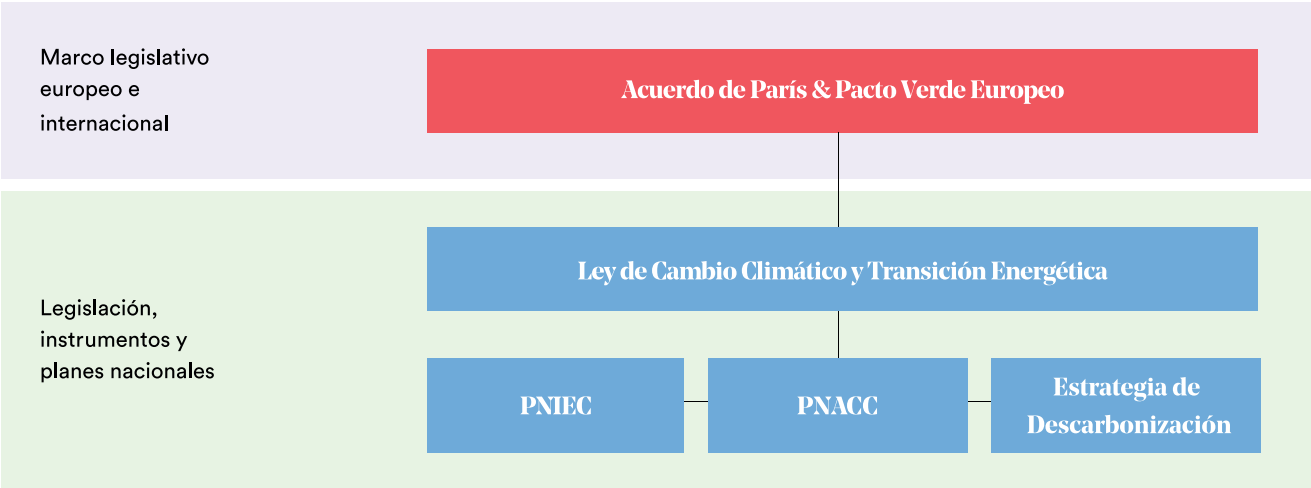 Marco legislativo
europeo e
internacional
Acuerdo de París & Pacto Verde Europeo
Legislación,
instrumentos y
planes nacionales
Ley de Cambio Climático y Transición Energética
PNIEC
PNACC
Estrategia de
Descarbonización